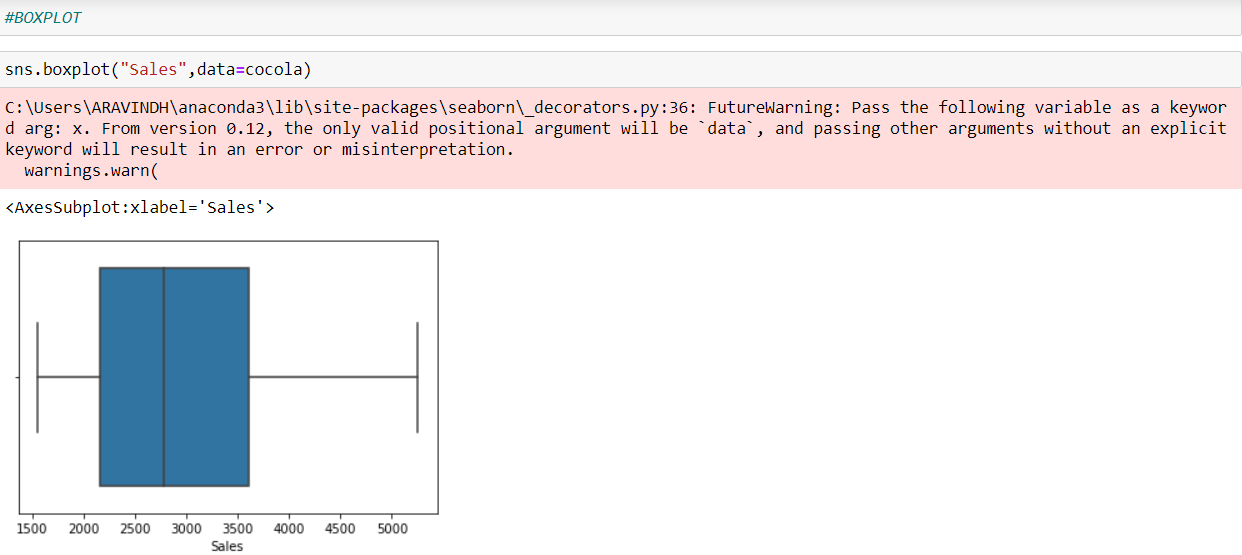 #BOXPLOT
sns.boxplot("Sales",data=cocola)
C:\Users\ARAVINDH\anaconda3\lib\site-packages\seaborn\_decorators.py:36: FutureWarning: Pass the following variable as a keywor
d arg: x. From version 0.12, the only valid positional argument will be `data`, and passing other arguments without an explicit
keyword will result in an error or misinterpretation.
  warnings.warn(
<AxesSubplot:xlabel='Sales'>
1500 2000 2500 3000 3500 4000 4500 5000
Sales